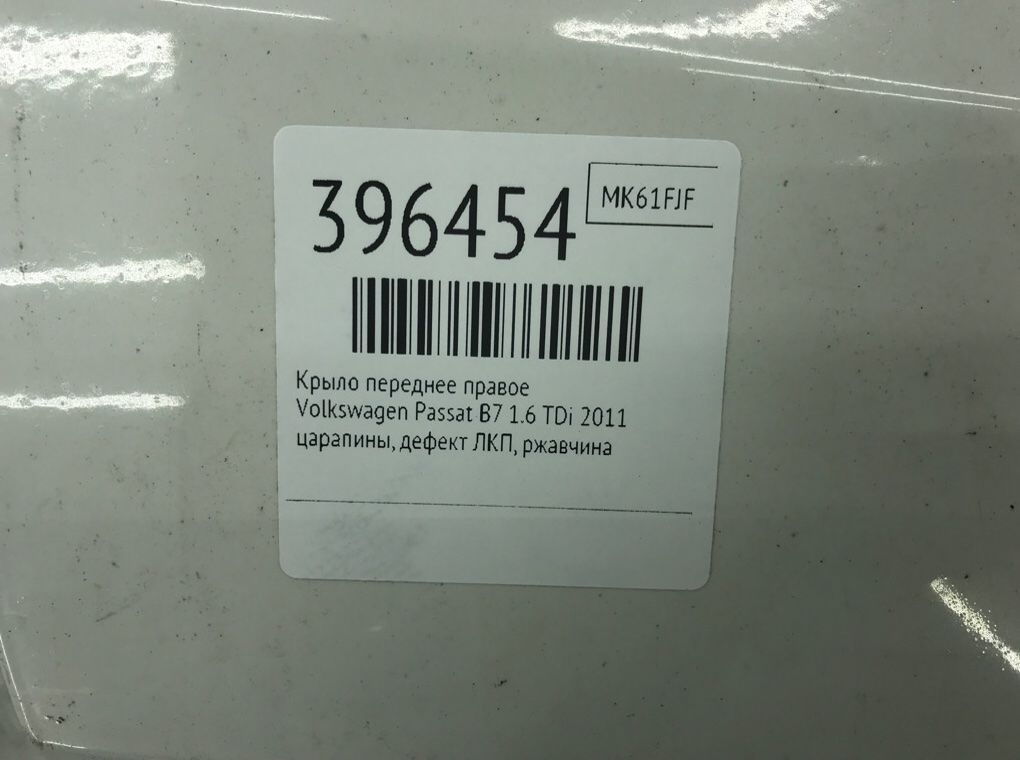 396454
MK61FJF
Крыло переднее правое
Volkswagen Passat B7 1.6 TDi 2011
царапины, дефект ЛКП, ржавчина